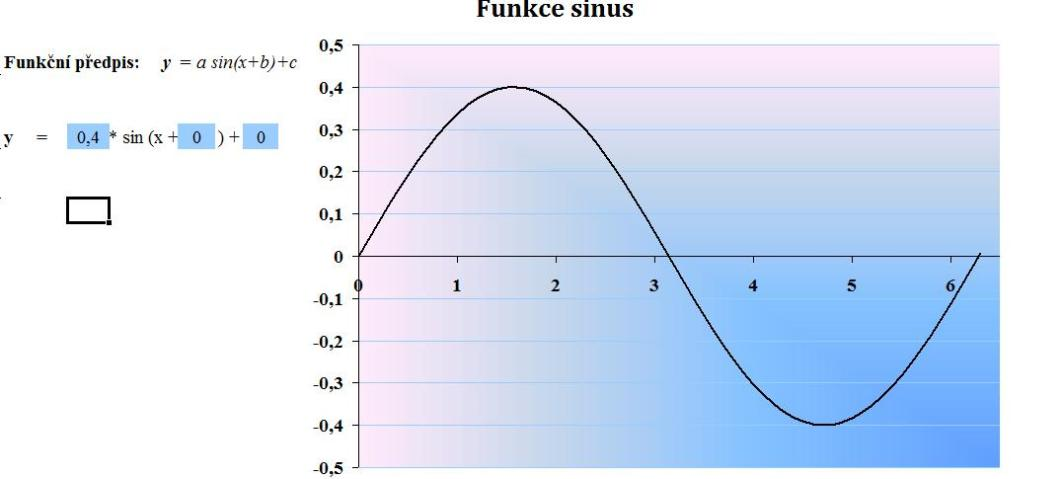 Funkce sinus
Funkční předpis: y = a sin(x+b)+c
y = 0,4 * sin (x + 0 ) + 0
0,5
0,4
0,3
0,2
0,1
0
-0,1
-0,2
-0,3
-0,4
-0,5
0 1 2 3 4 5 6